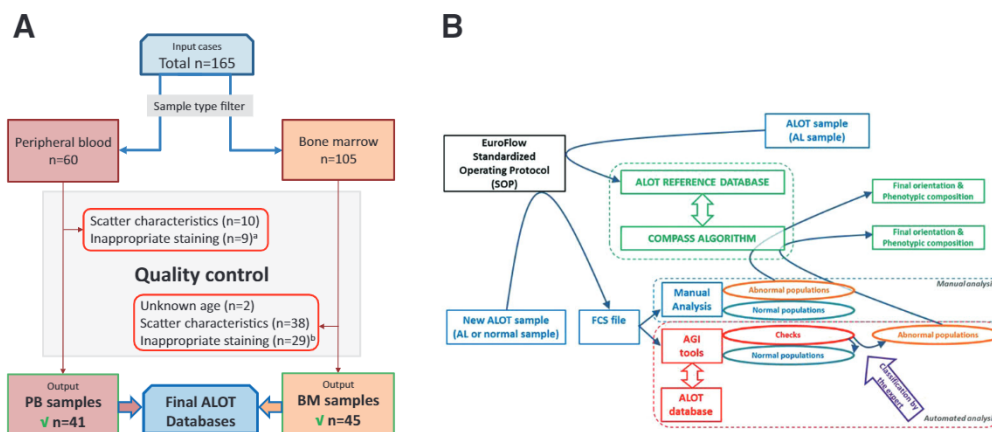 A
Input cases
Total n=165
Sample type filter
Peripheral blood
n=60
Bone marrow
n=105
Scatter characteristics (n=10)
Inappropriate staining (n=9)a
Quality control
Unknown age (n=2)
Scatter characteristics (n=38)
Inappropriate staining (n=29)b
Output
PB samples
√ n=41
Final ALOT
Databases
Output
BM samples
√ n=45
B
ALOT sample
(AL sample)
EuroFlow
Standardized
Operating Protocol
(SOP)
ALOT REFERENCE DATABASE
COMPASS ALGORITHM
Final orientation &
Phenotypic composition
Final orientation &
Phenotypic composition
New ALOT sample
(AL or normal sample)
FCS file
Manual
Analysis
Abnormal populations
Normal populations
Manual analysis
AGI
tools
Checks
Normal populations
Abnormal populations
ALOT
database
Classification by
the expert
Automated analysis